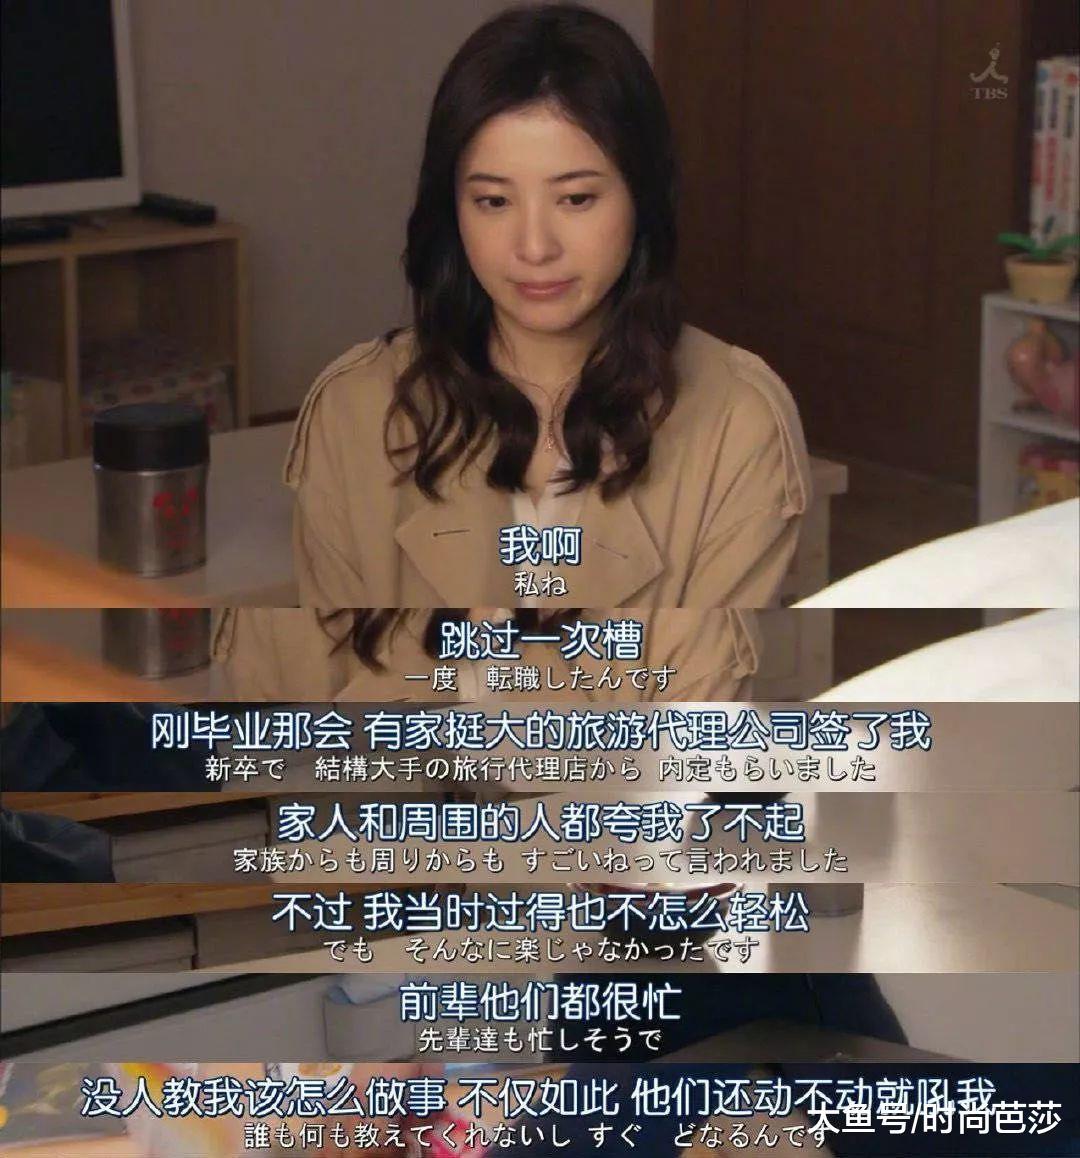 TBS
我啊
私ね
跳过一次槽
一度 転職したんです
刚毕业那会 有家挺大的旅游代理公司签了我
新卒で 結構大手の旅行代理店から 内定もらいました
家人和周围的人都夸我了不起
家族からも周りからも すごいねって言われました
不过 我当时过得也不怎么轻松
でも そんなに楽じゃなかったです
前辈他们都很忙
先輩達も忙しそうで
没人教我该怎么做事 不仅如此 他们还动不动就吼我
誰も何も教えてくれないし すぐ どなるんです
大鱼号/时尚芭莎